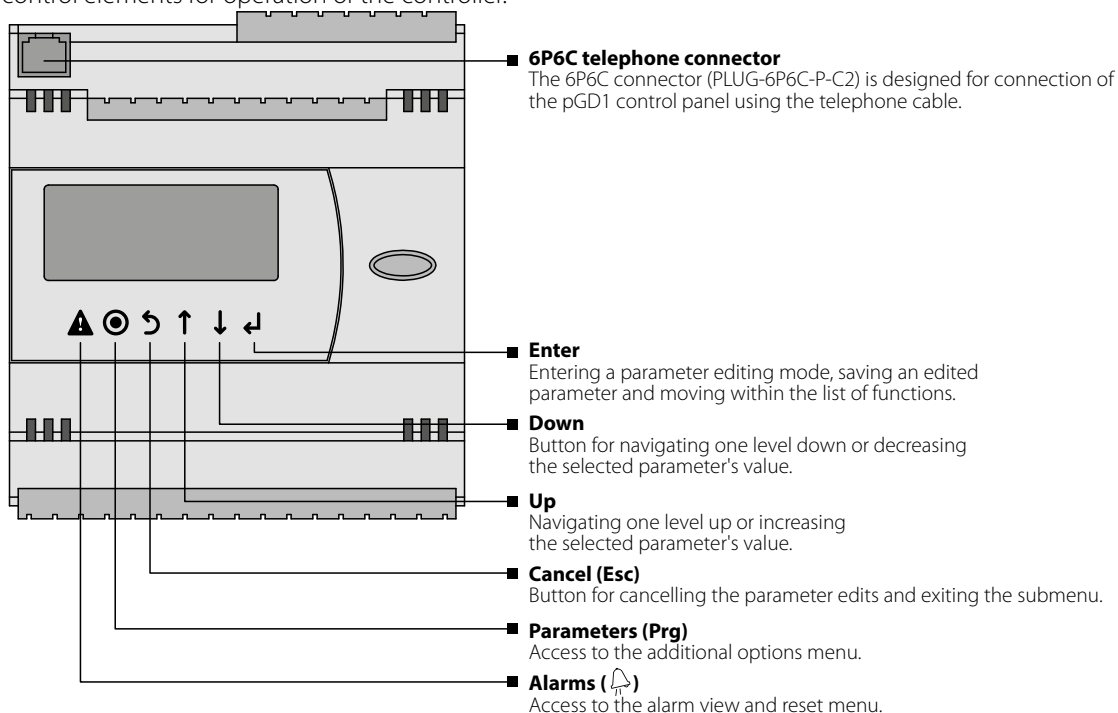 control elements for operation of the controller.
6P6C telephone connector
The 6P6C connector (PLUG-6P6C-P-C2) is designed for connection of
the pGD1 control panel using the telephone cable.
Enter
Entering a parameter editing mode, saving an edited
parameter and moving within the list of functions.
Down
Button for navigating one level down or decreasing
the selected parameter's value.
Up
Navigating one level up or increasing
the selected parameter's value.
Cancel (Esc)
Button for cancelling the parameter edits and exiting the submenu.
Parameters (Prg)
Access to the additional options menu.
Alarms ( )
Access to the alarm view and reset menu.